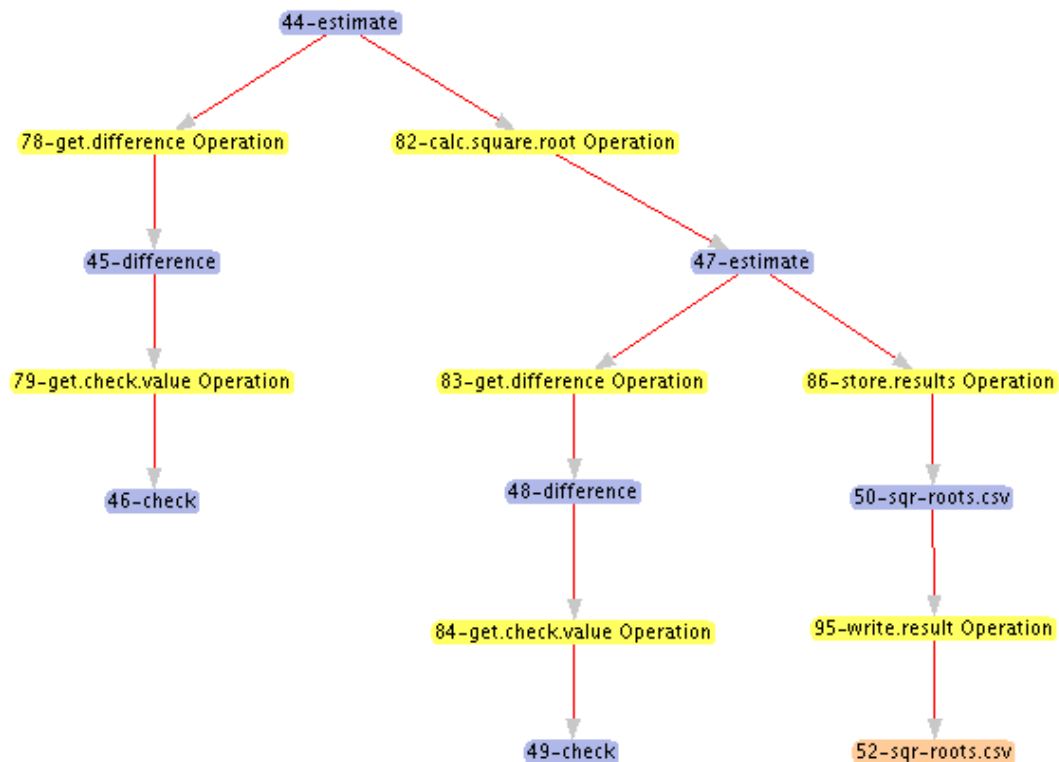 44-estimate
78-get.difference Operation
82-calc.square.root Operation
45-difference
47-estimate
79-get.check.value Operation
83-get.difference Operation
86-store.results Operation
46-check
48-difference
50-sqr-roots.csv
84-get.check.value Operation
95-write.result Operation
49-check
52-sqr-roots.csv